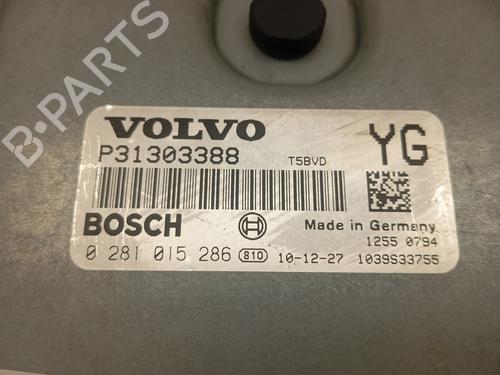 VOLVO
YG
P31303388 T5BVD
BOSCH
Made in Germany
1255 0794
0 281 015 286 810 10-12-27 1039S33755
B-PARTS